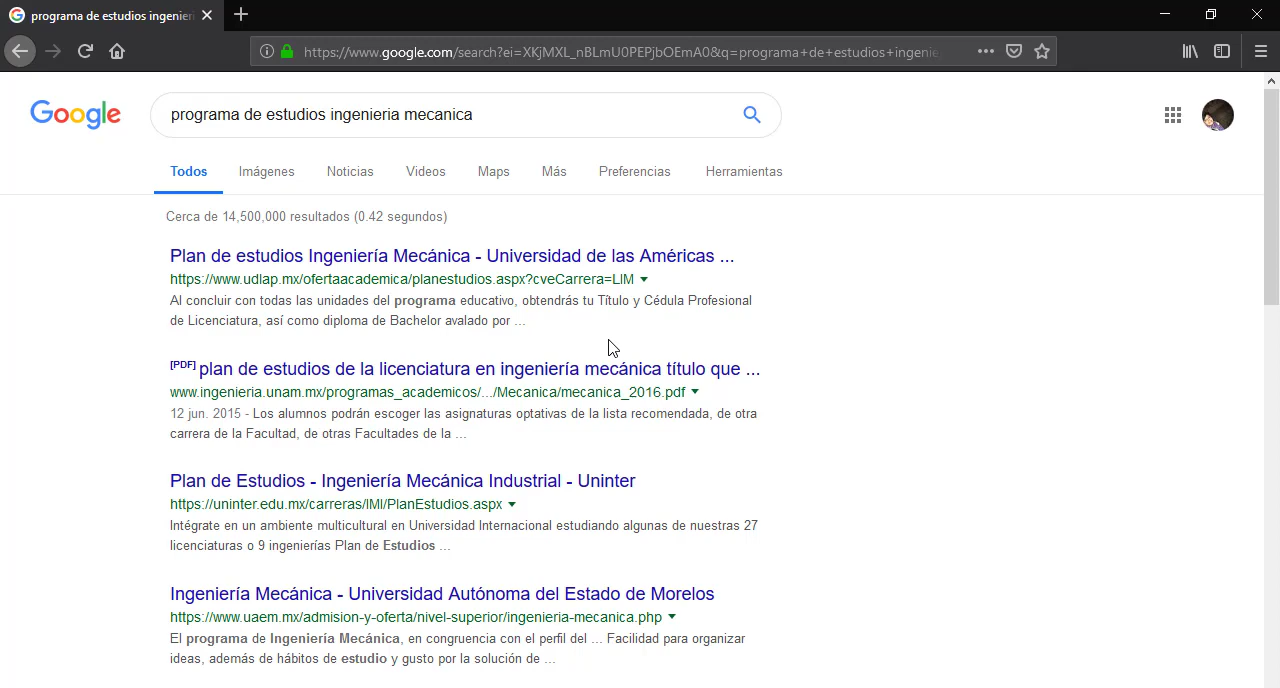 programa de estudios ingenieri
https://www.google.com/search?ei=XKjMXL_nBLmU0PEPjbOEmA0&q=programa+de+estudios+ingenie
Google
programa de estudios ingenieria mecanica
Todos Imágenes Noticias Videos Maps Más Preferencias Herramientas
Cerca de 14,500,000 resultados (0.42 segundos)
Plan de estudios Ingeniería Mecánica - Universidad de las Américas ...
https://www.udlap.mx/ofertaacademica/planestudios.aspx?cveCarrera=LIM
Al concluir con todas las unidades del programa educativo, obtendrás tu Título y Cédula Profesional
de Licenciatura, así como diploma de Bachelor avalado por ...
[PDF] plan de estudios de la licenciatura en ingeniería mecánica título que ...
www.ingenieria.unam.mx/programas_academicos/.../Mecanica/mecanica_2016.pdf
12 jun. 2015 - Los alumnos podrán escoger las asignaturas optativas de la lista recomendada, de otra
carrera de la Facultad, de otras Facultades de la ...
Plan de Estudios - Ingeniería Mecánica Industrial - Uninter
https://uninter.edu.mx/carreras/IMI/PlanEstudios.aspx
Intégrate en un ambiente multicultural en Universidad Internacional estudiando algunas de nuestras 27
licenciaturas o 9 ingenierías Plan de Estudios ...
Ingeniería Mecánica - Universidad Autónoma del Estado de Morelos
https://www.uaem.mx/admision-y-oferta/nivel-superior/ingenieria-mecanica.php
El programa de Ingeniería Mecánica, en congruencia con el perfil del ... Facilidad para organizar
ideas, además de hábitos de estudio y gusto por la solución de ...